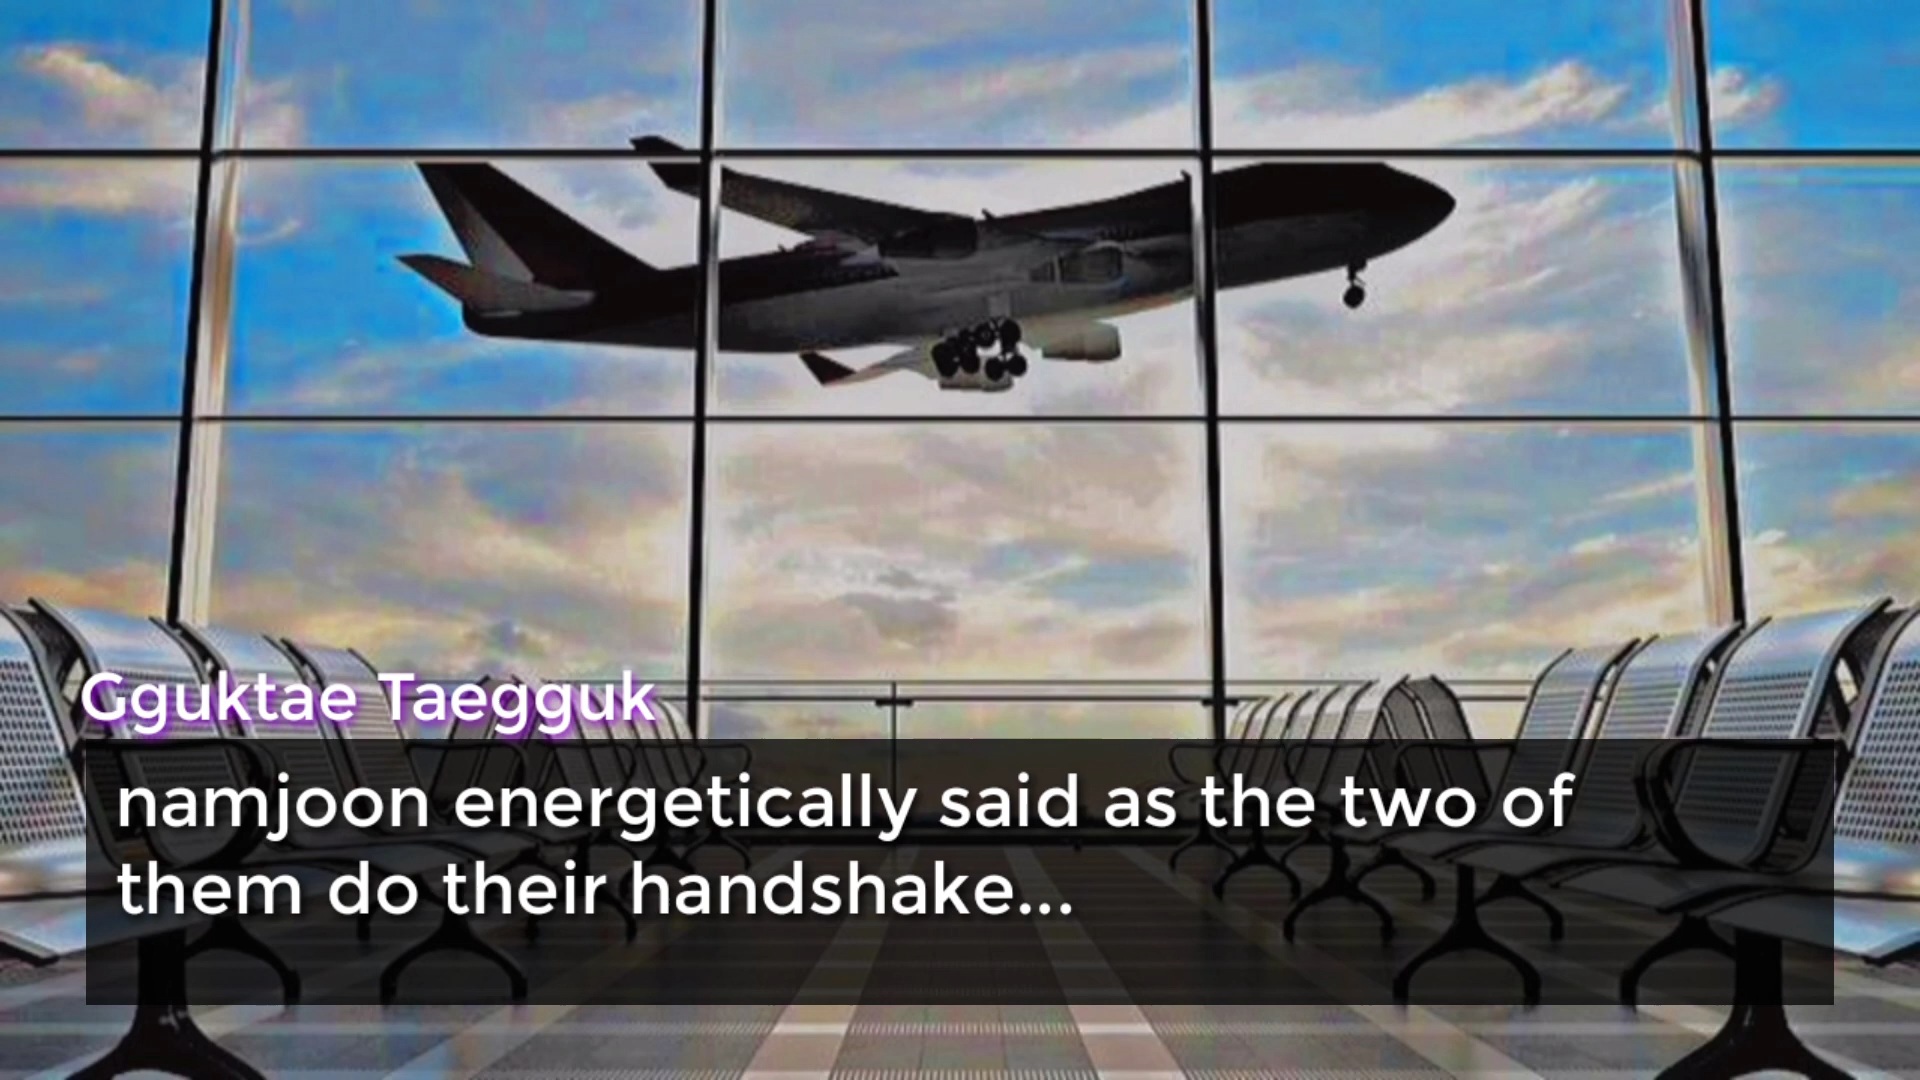 Gguktae Taegguk
namjoon energetically said as the two of
them do their handshake...